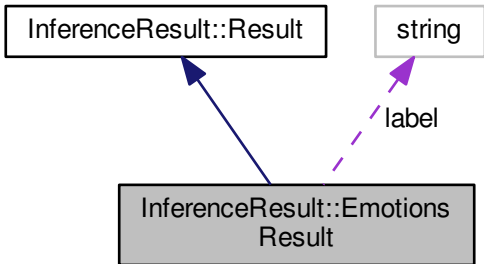 InferenceResult::Result
string
label
InferenceResult::Emotions
Result